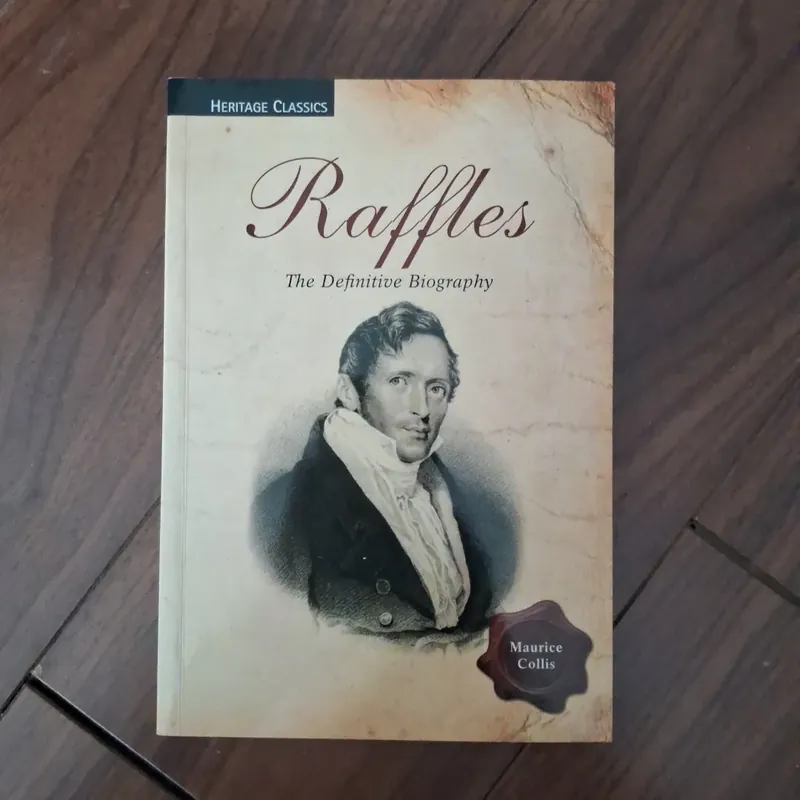 HERITAGE CLASSICS
Raffles
The Definitive Biography
Maurice
Collis